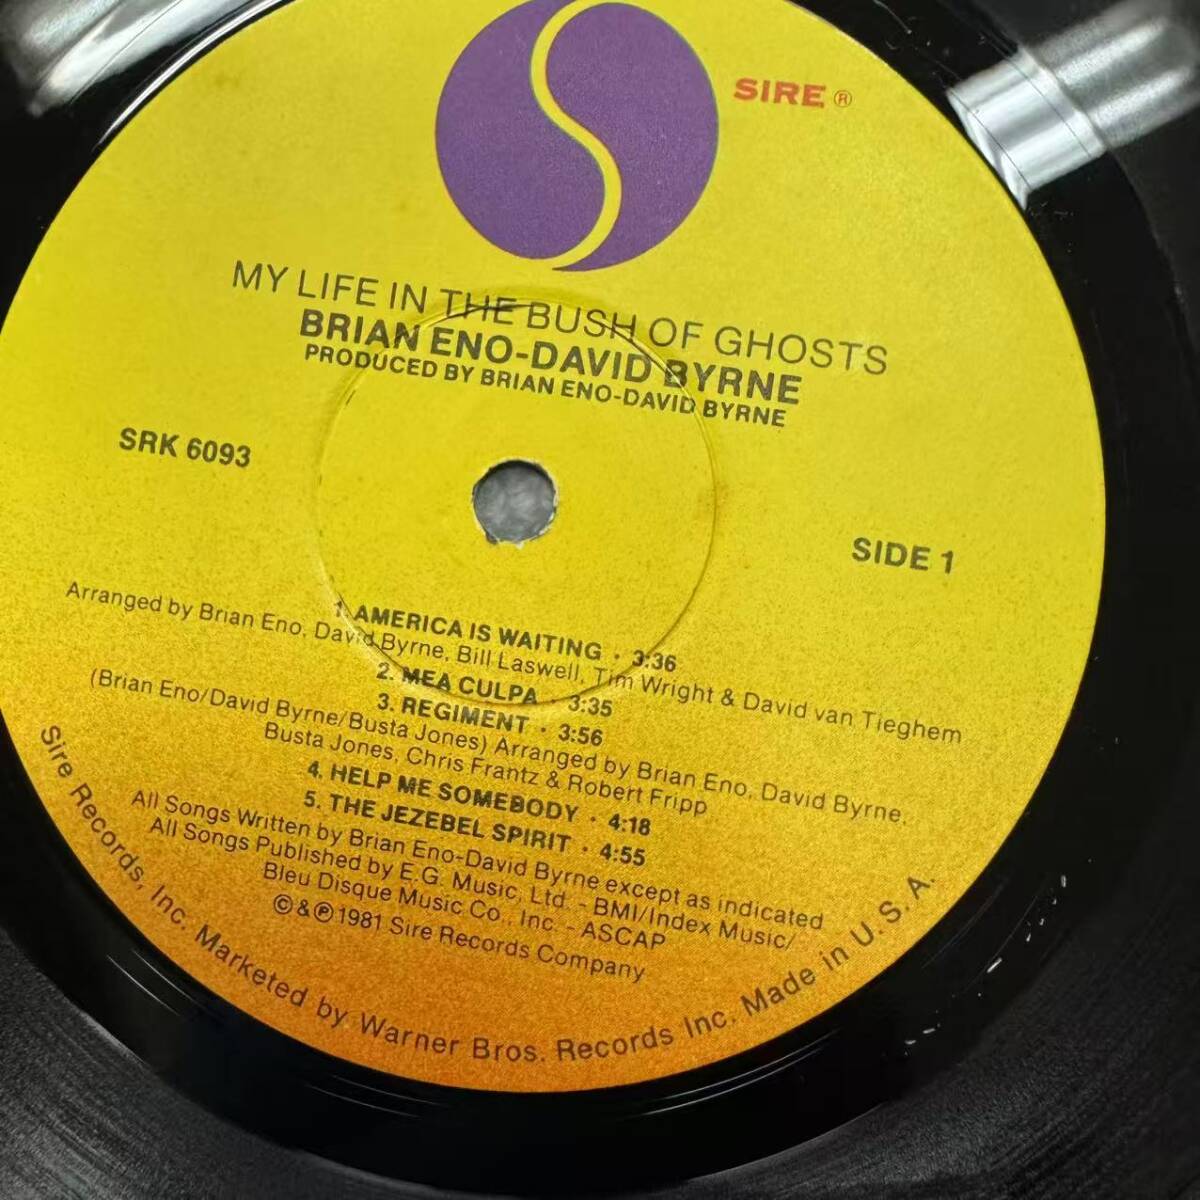 SIRE ®
MY LIFE IN THE BUSH OF GHOSTS
BRIAN ENO-DAVID BYRNE
PRODUCED BY BRIAN ENO-DAVID BYRNE
SRK 6093
SIDE 1
1. AMERICA IS WAITING · 3:36
Arranged by Brian Eno, David Byrne, Bill Laswell, Tim Wright & David van Tieghem
2. MEA CULPA 3:35
3. REGIMENT · 3:56
(Brian Eno/David Byrne/Busta Jones) Arranged by Brian Eno, David Byrne,
Busta Jones, Chris Frantz & Robert Fripp
4. HELP ME SOMEBODY · 4:18
5. THE JEZEBEL SPIRIT · 4:55
All Songs Written by Brian Eno-David Byrne except as indicated
All Songs Published by E.G. Music, Ltd. - BMI/Index Music/
Bleu Disque Music Co., Inc. - ASCAP
©&℗1981 Sire Records Company
Sire Records, Inc. Marketed by Warner Bros. Records Inc. Made in U.S.A.